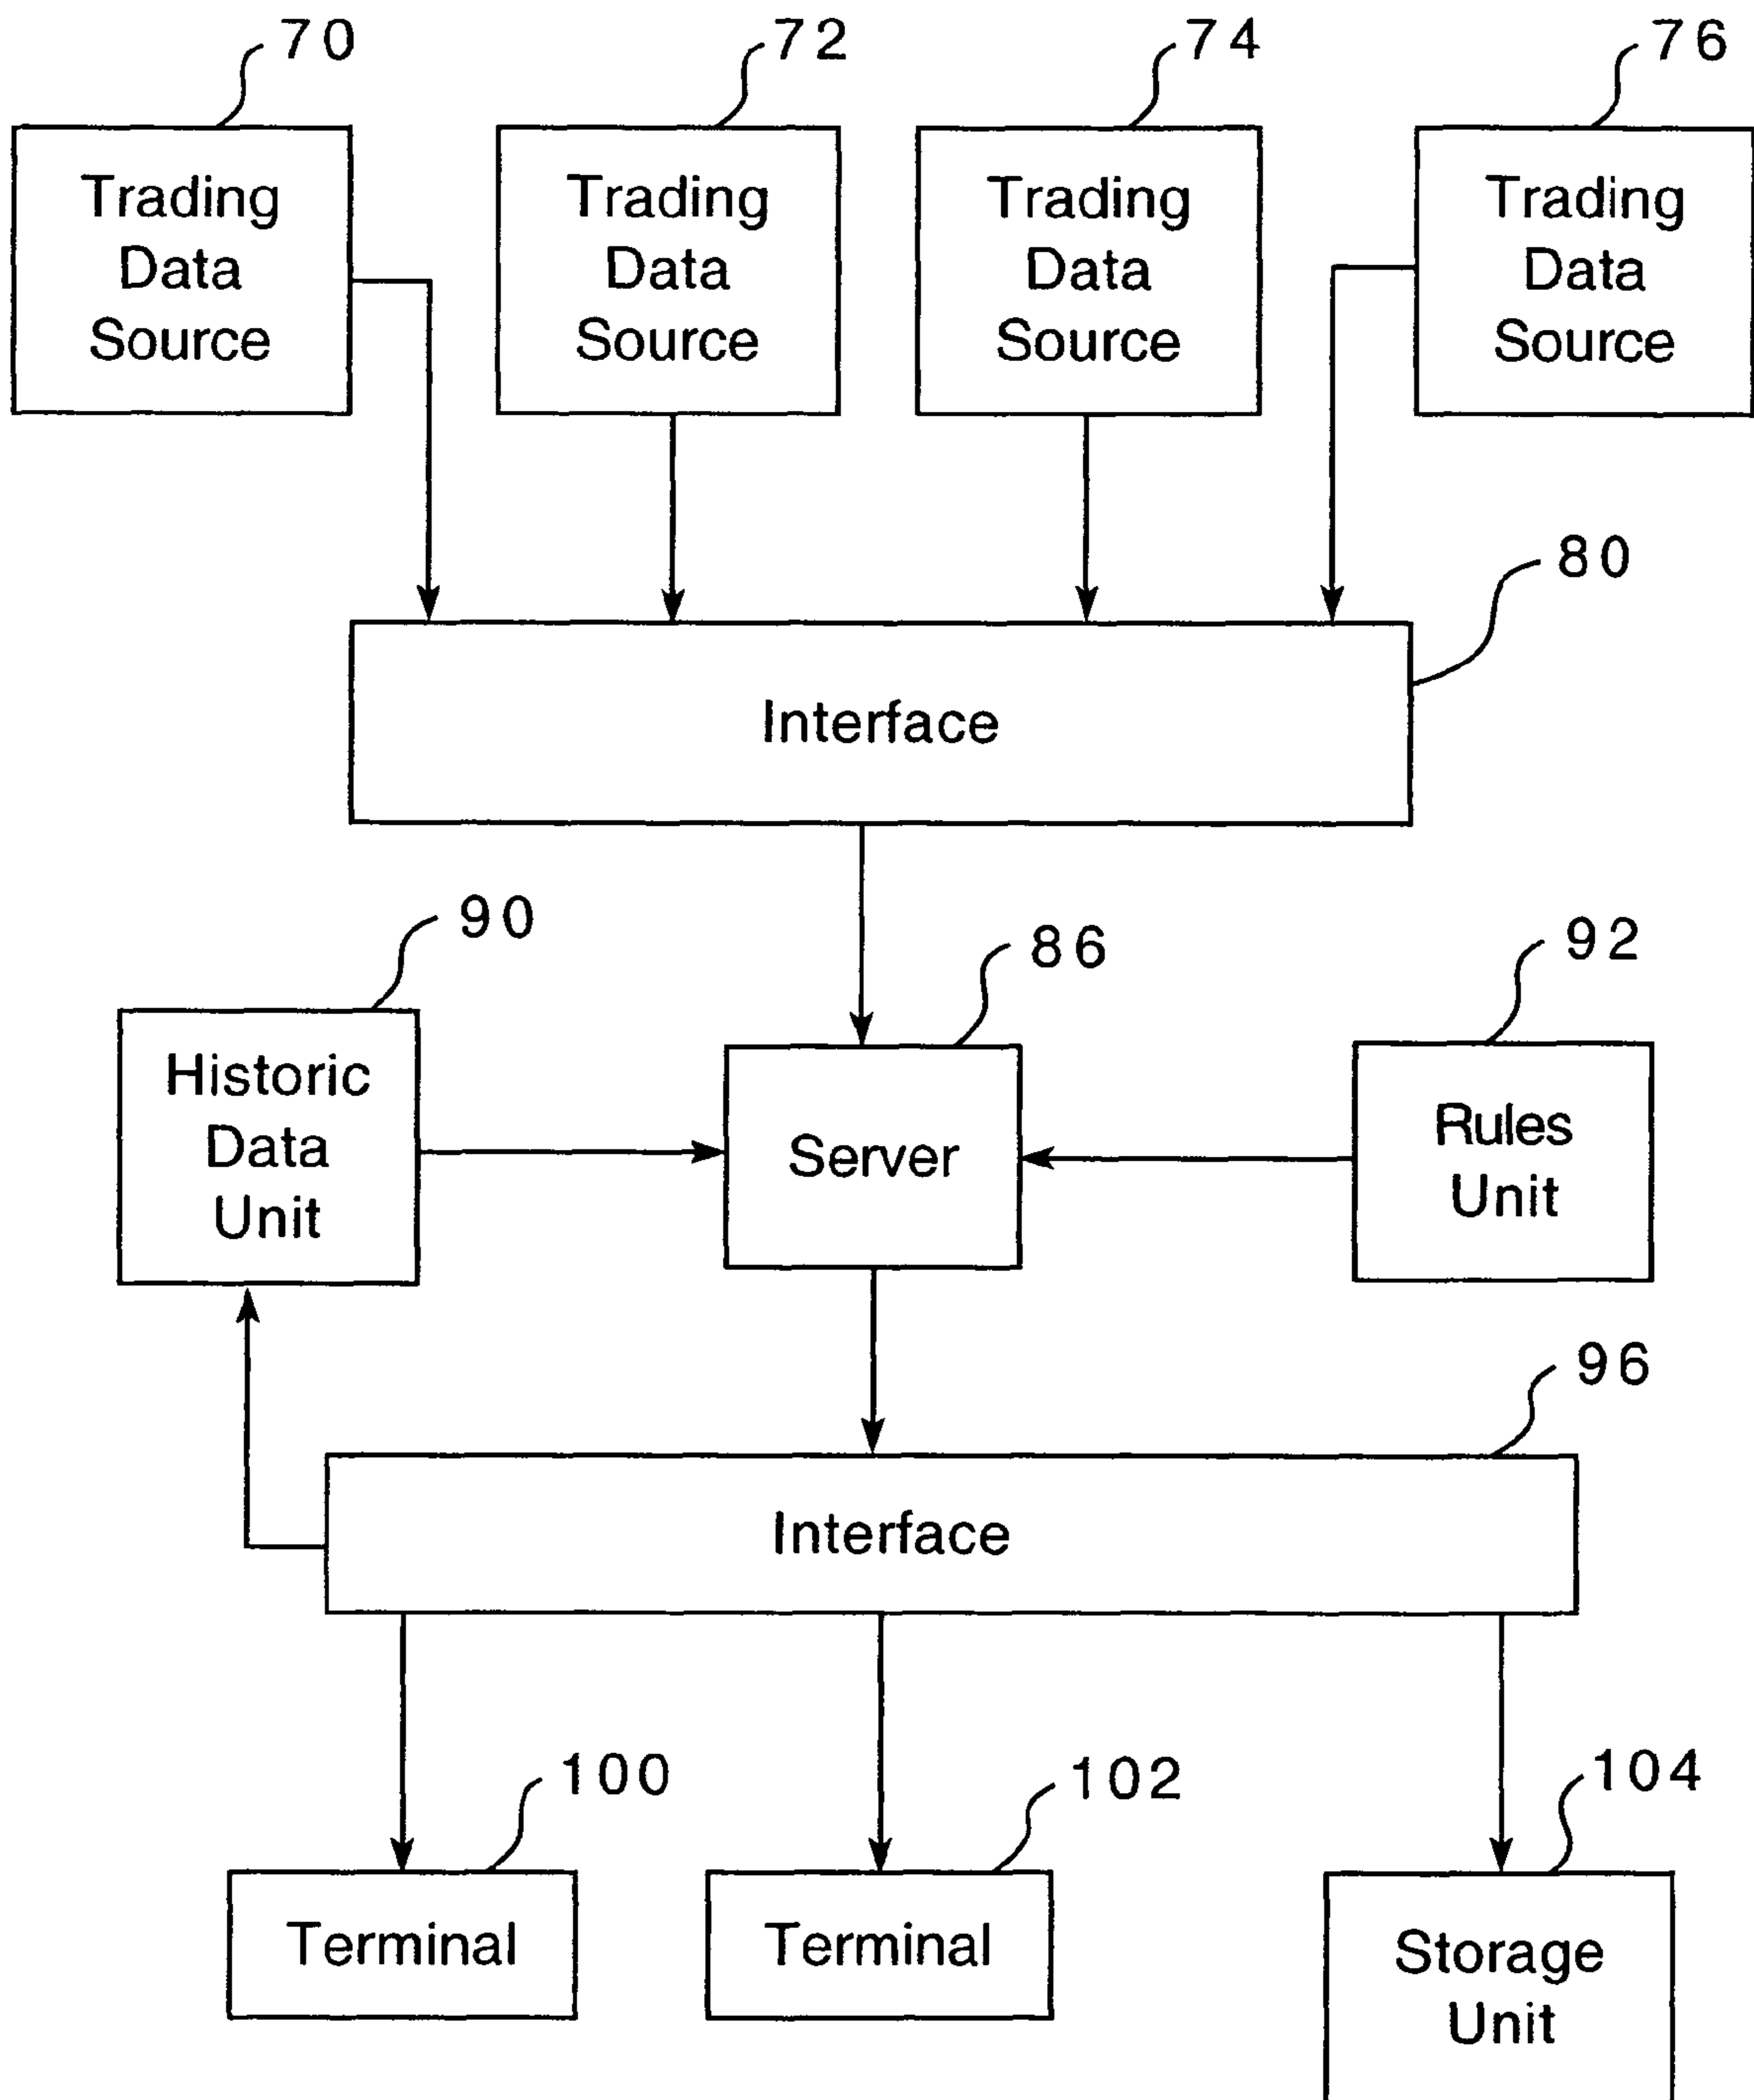 70
72
74
76
Trading
Data
Source
Trading
Data
Source
Trading
Data
Source
Trading
Data
Source
80
Interface
90
86
92
Historic
Data
Unit
Server
Rules
Unit
96
Interface
100
102
104
Terminal
Terminal
Storage
Unit